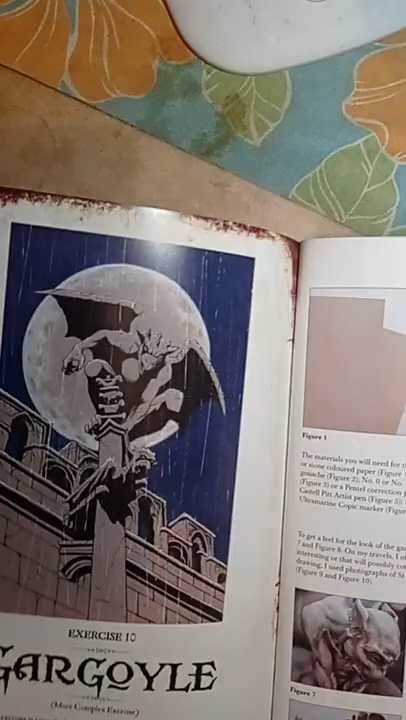 EXERCISE 10
GARGOYLE
(More Complex Exercise)
Figure 1
The materials you will need for
or stone coloured paper (Figure
gouache (Figure 2); No. 0 or No.
(Figure 3) or a Pentel correction
Castell Pitt Artist pen (Figure 5)
Ultramarine Copic marker (Figur
To get a feel for the look of the
7 and Figure 8. On my travels, I
interesting or that will possibly
drawing, I used photographs of St
(Figure 9 and Figure 10).
Figure 7